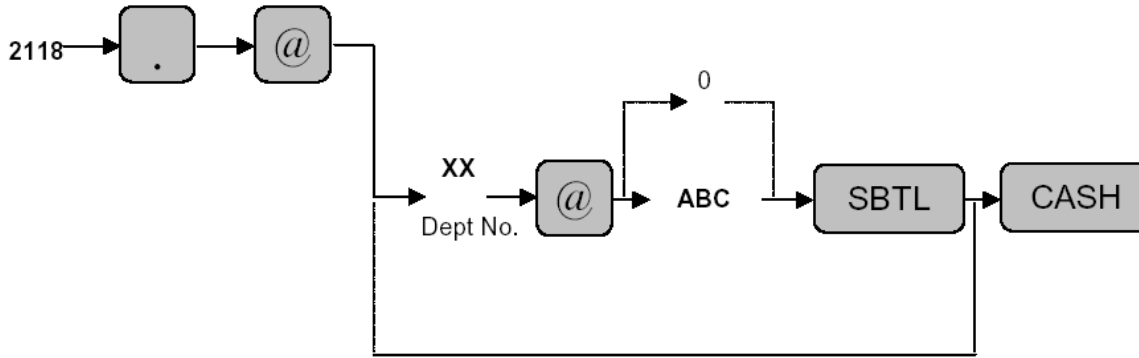 2118
.
@
0
XX
@
ABC
SBTL
CASH
Dept No.